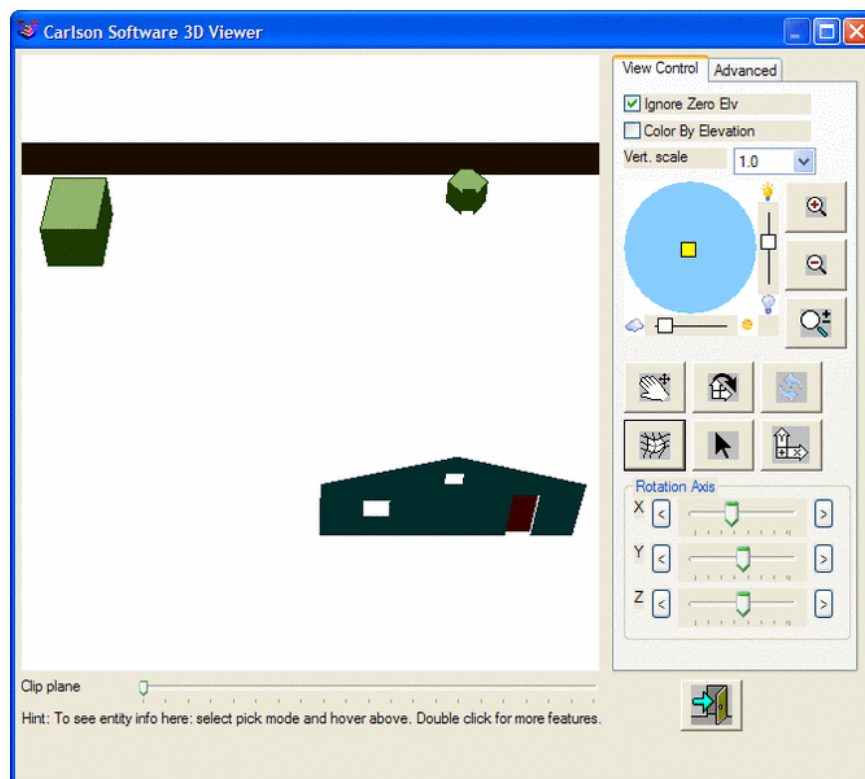 Carlson Software 3D Viewer
View Control
Advanced
Ignore Zero Elv
Color By Elevation
Vert. scale
1.0
Y
X
Rotation Axis
X < >
Y < >
Z < >
Clip plane
Hint: To see entity info here: select pick mode and hover above. Double click for more features.